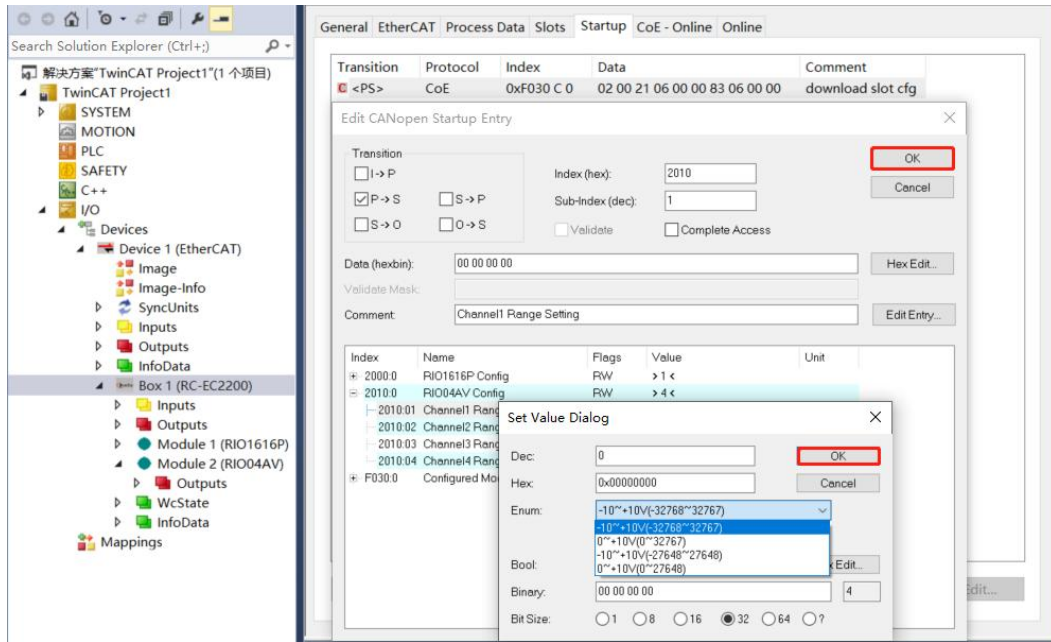 Search Solution Explorer (Ctrl+;)
解决方案"TwinCAT Project1"(1 个项目)
TwinCAT Project1
SYSTEM
MOTION
PLC
SAFETY
C++
I/O
Devices
Device 1 (EtherCAT)
Image
Image-Info
SyncUnits
Inputs
Outputs
InfoData
Box 1 (RC-EC2200)
Inputs
Outputs
Module 1 (RIO1616P)
Module 2 (RIO04AV)
Outputs
WcState
InfoData
Mappings
General EtherCAT Process Data Slots Startup CoE - Online Online
Transition Protocol Index Data Comment
C <PS> CoE 0xF030 C 0 02 00 21 06 00 00 83 06 00 00 download slot cfg
Edit CANopen Startup Entry
Transition
I -> P
P -> S S -> P
S -> O O -> S
Index (hex): 2010
Sub-Index (dec): 1
Validate Complete Access
OK
Cancel
Data (hexbin): 00 00 00 00 Hex Edit...
Validate Mask:
Comment: Channel1 Range Setting Edit Entry...
Index Name Flags Value Unit
2000:0 RIO1616P Config RW > 1 <
2010:0 RIO04AV Config RW > 4 <
2010:01 Channel1 Rang
2010:02 Channel2 Rang
2010:03 Channel3 Rang
2010:04 Channel4 Rang
F030:0 Configured Mo
Set Value Dialog
Dec: 0 OK
Hex: 0x00000000 Cancel
Enum: -10~+10V(-32768~32767)
-10~+10V(-32768~32767)
0~+10V(0~32767)
-10~+10V(-27648~27648)
0~+10V(0~27648)
Bool: Edit...
Binary: 00 00 00 00 4
Bit Size: 1 8 16 32 64 ?
Edit...